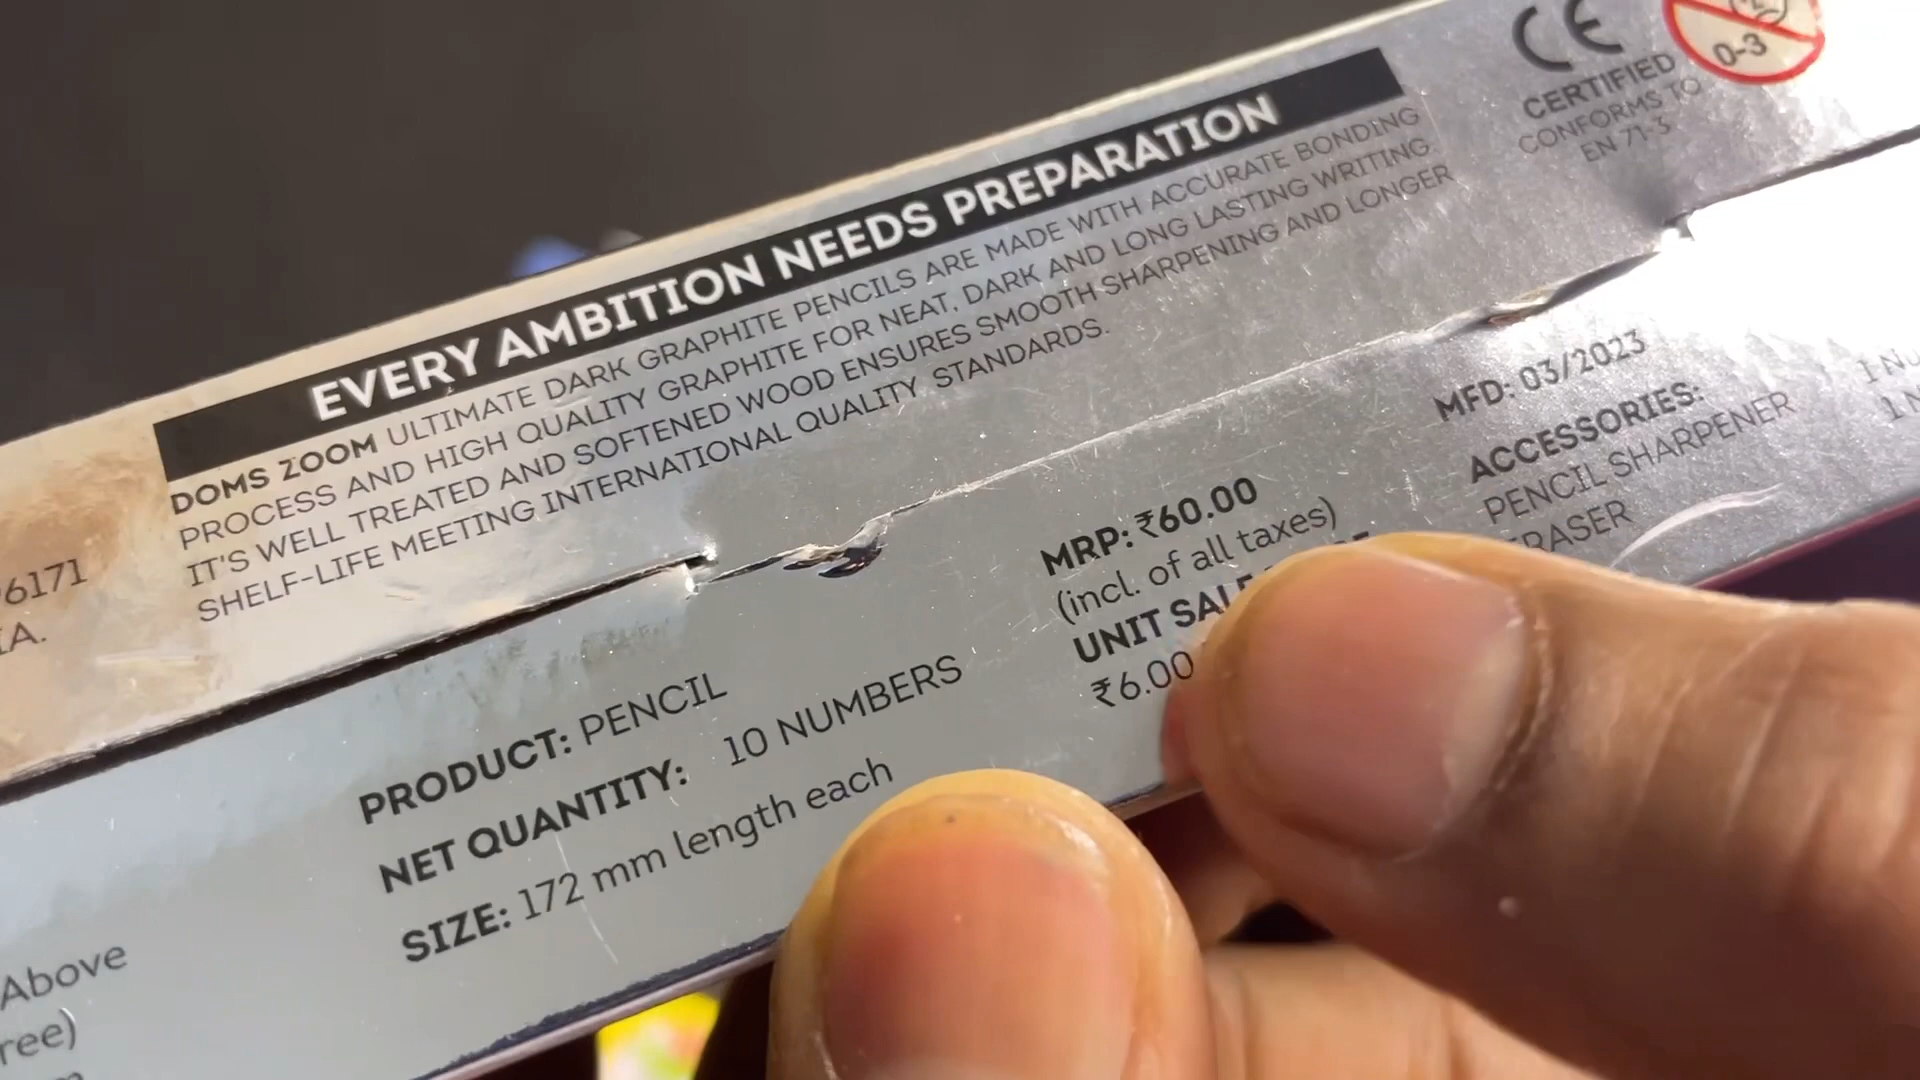 EVERY AMBITION NEEDS PREPARATION
DOMS ZOOM ULTIMATE DARK GRAPHITE PENCILS ARE MADE WITH ACCURATE BONDING
PROCESS AND HIGH QUALITY GRAPHITE FOR NEAT, DARK AND LONG LASTING WRITING.
IT'S WELL TREATED AND SOFTENED WOOD ENSURES SMOOTH SHARPENING AND LONGER
SHELF-LIFE MEETING INTERNATIONAL QUALITY STANDARDS.
CE
CERTIFIED
CONFORMS TO
EN 71-3
0-3
6171
IA.
PRODUCT: PENCIL
NET QUANTITY: 10 NUMBERS
SIZE: 172 mm length each
MRP: ₹60.00
(incl. of all taxes)
UNIT
₹6.00
MFD: 03/2023
ACCESSORIES:
PENCIL SHARPENER
1
ERASER
1
Above
ree)